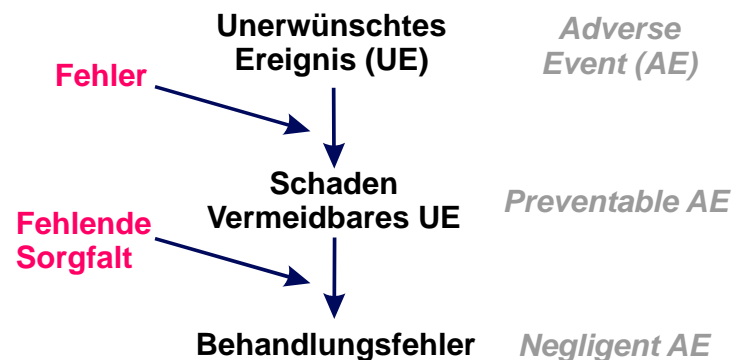 Unerwünschtes
Ereignis (UE)
Adverse
Event (AE)
Fehler
Schaden
Vermeidbares UE
Preventable AE
Fehlende
Sorgfalt
Behandlungsfehler
Negligent AE